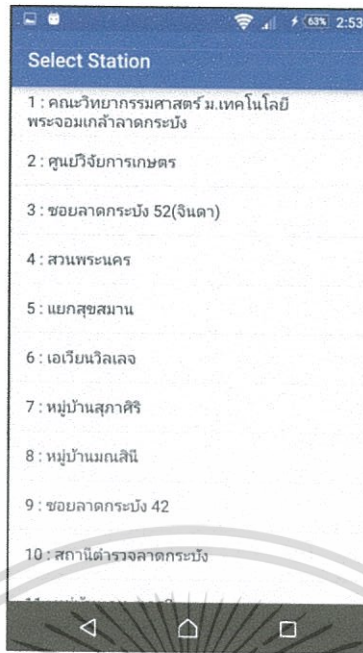 63% 2:53
Select Station
1 : คณะวิทยากรรมศาสตร์ ม.เทคโนโลยี
พระจอมเกล้าลาดกระบัง
2 : ศูนย์วิจัยการเกษตร
3 : ซอยลาดกระบัง 52(จินดา)
4 : สวนพระนคร
5 : แยกสุขสมาน
6 : เอเวียนวิลเลจ
7 : หมู่บ้านสุภาศิริ
8 : หมู่บ้านมณสินี
9 : ซอยลาดกระบัง 42
10 : สถานีตำรวจลาดกระบัง